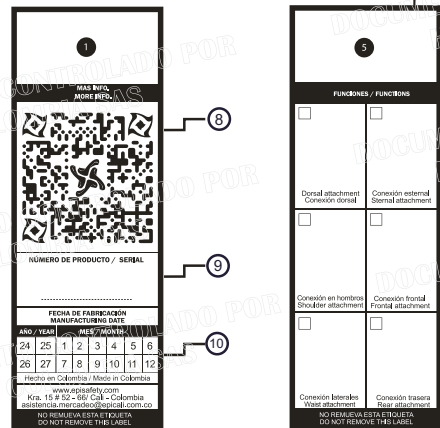 1
MAS INFO.
MORE INFO.
8
NÚMERO DE PRODUCTO / SERIAL
9
FECHA DE FABRICACIÓN
MANUFACTURING DATE
AÑO / YEAR MES / MONTH
24 25 1 2 3 4 5 6
26 27 7 8 9 10 11 12
10
Hecho en Colombia / Made in Colombia
www.episafety.com
Kra. 15 # 52 - 66/ Cali - Colombia
asistencia.mercadeo@epicali.com.co
NO REMUEVA ESTA ETIQUETA
DO NOT REMOVE THIS LABEL
5
FUNCIONES / FUNCTIONS
Dorsal attachment
Conexión dorsal
Conexión esternal
Sternal attachment
Conexión en hombros
Shoulder attachment
Conexión frontal
Frontal attachment
Conexión laterales
Waist attachment
Conexión trasera
Rear attachment
NO REMUEVA ESTA ETIQUETA
DO NOT REMOVE THIS LABEL
CONTROLADO POR